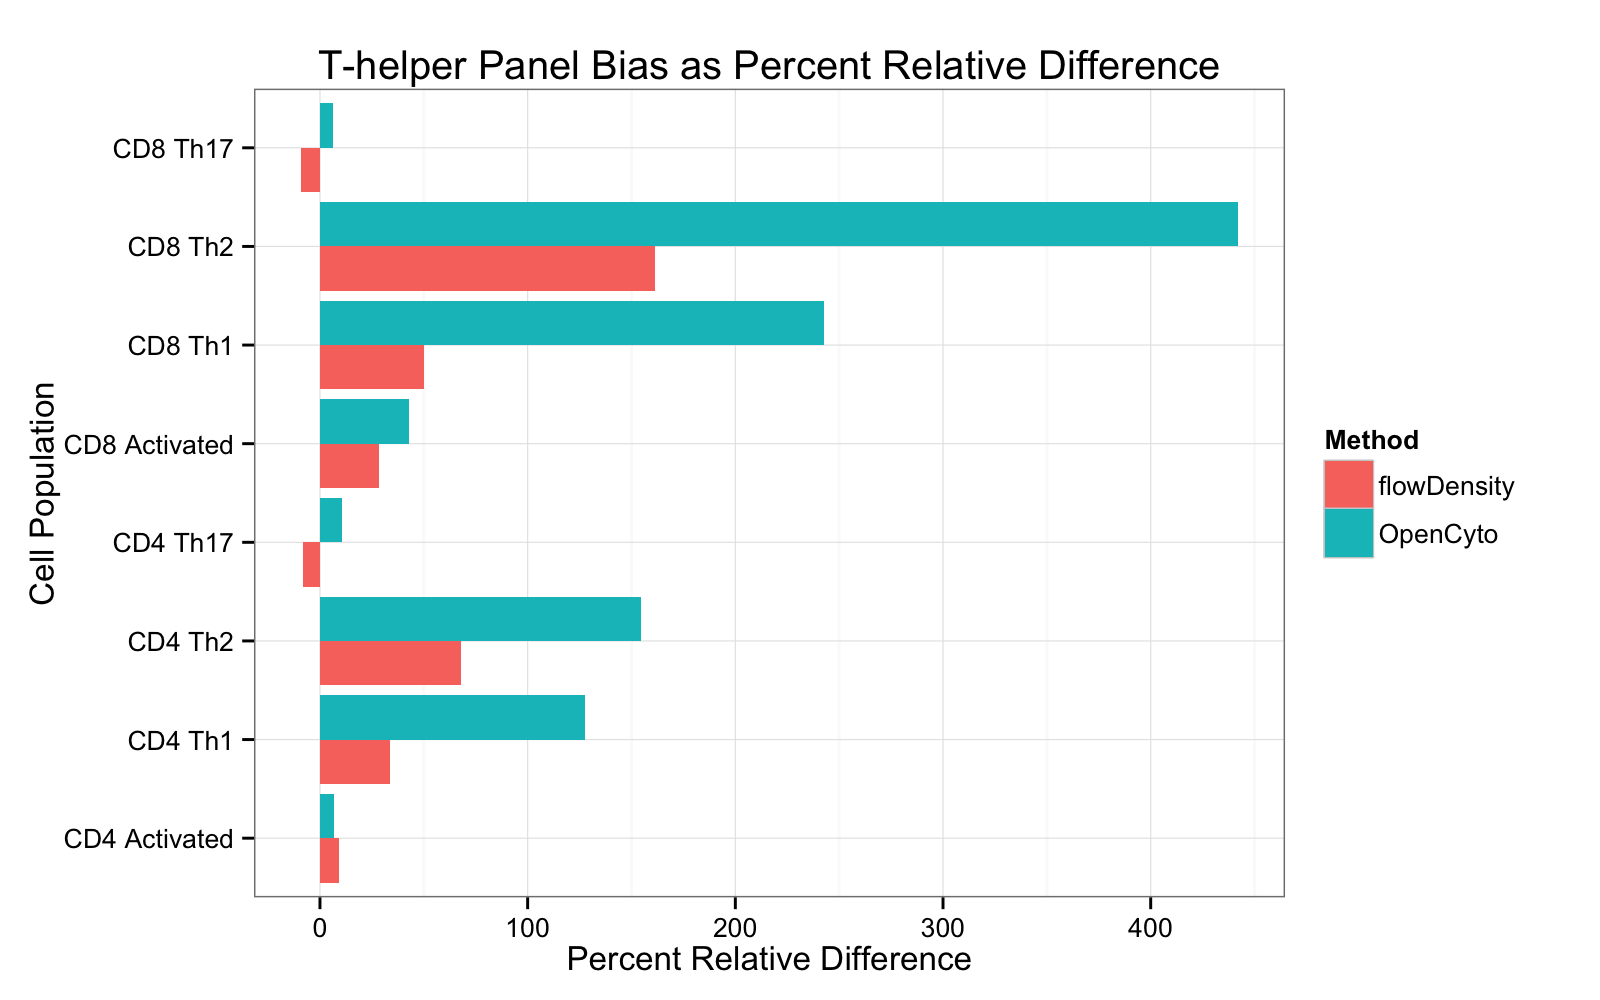 T-helper Panel Bias as Percent Relative Difference
CD8 Th17
CD8 Th2
CD8 Th1
CD8 Activated
CD4 Th17
CD4 Th2
CD4 Th1
CD4 Activated
Cell Population
0 100 200 300 400
Percent Relative Difference
Method
flowDensity
OpenCyto